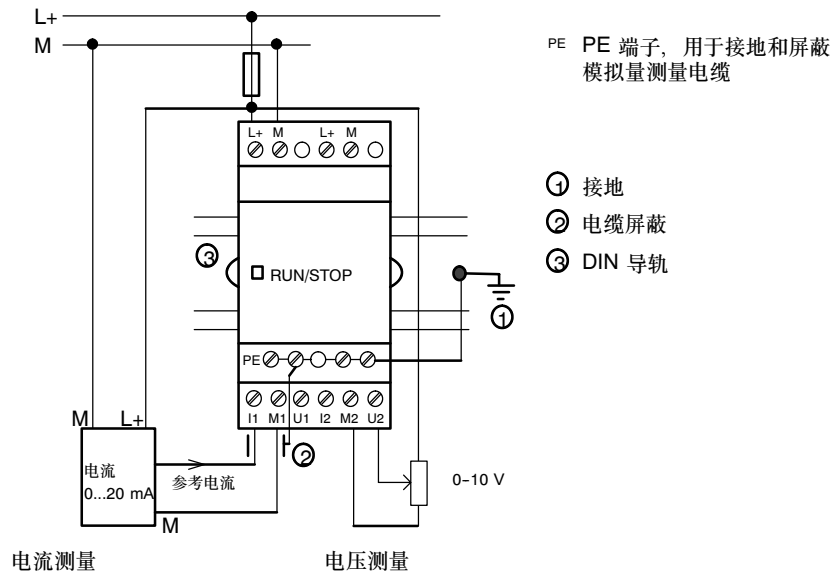 L+
M
PE PE 端子，用于接地和屏蔽
模拟量测量电缆
L+ M L+ M
① 接地
② 电缆屏蔽
③ DIN 导轨
③
RUN/STOP
①
PE
I1 M1 U1 I2 M2 U2
M L+
②
电流
0...20 mA
参考电流
0-10 V
M
电流测量 电压测量